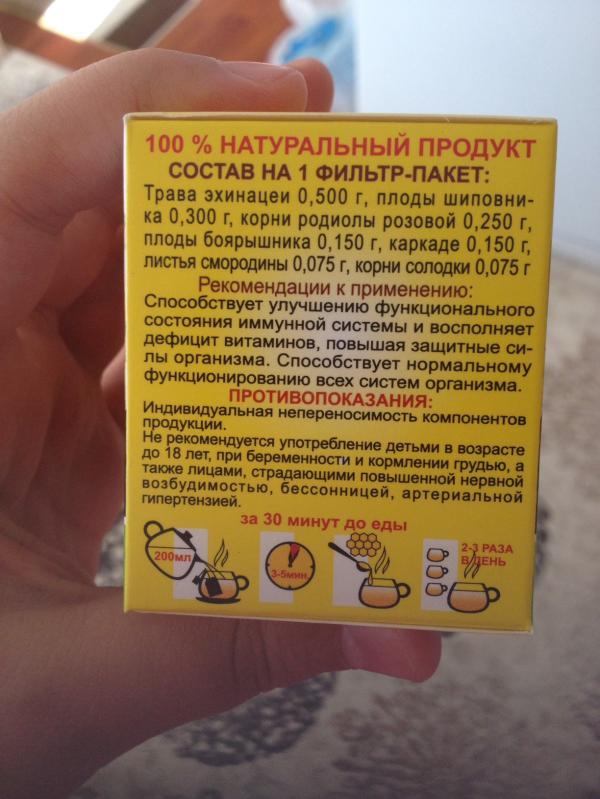 100 % НАТУРАЛЬНЫЙ ПРОДУКТ
СОСТАВ НА 1 ФИЛЬТР-ПАКЕТ:
Трава эхинацеи 0,500 г, плоды шиповни-
ка 0,300 г, корни родиолы розовой 0,250 г,
плоды боярышника 0,150 г, каркаде 0,150 г,
листья смородины 0,075 г, корни солодки 0,075 г
Рекомендации к применению:
Способствует улучшению функционального
состояния иммунной системы и восполняет
дефицит витаминов, повышая защитные си-
лы организма. Способствует нормальному
функционированию всех систем организма.
ПРОТИВОПОКАЗАНИЯ:
Индивидуальная непереносимость компонентов
продукции.
Не рекомендуется употребление детьми в возрасте
до 18 лет, при беременности и кормлении грудью, а
также лицами, страдающими повышенной нервной
возбудимостью, бессонницей, артериальной
гипертензией.
за 30 минут до еды
200мл
3-5мин.
2-3 РАЗА
В ДЕНЬ